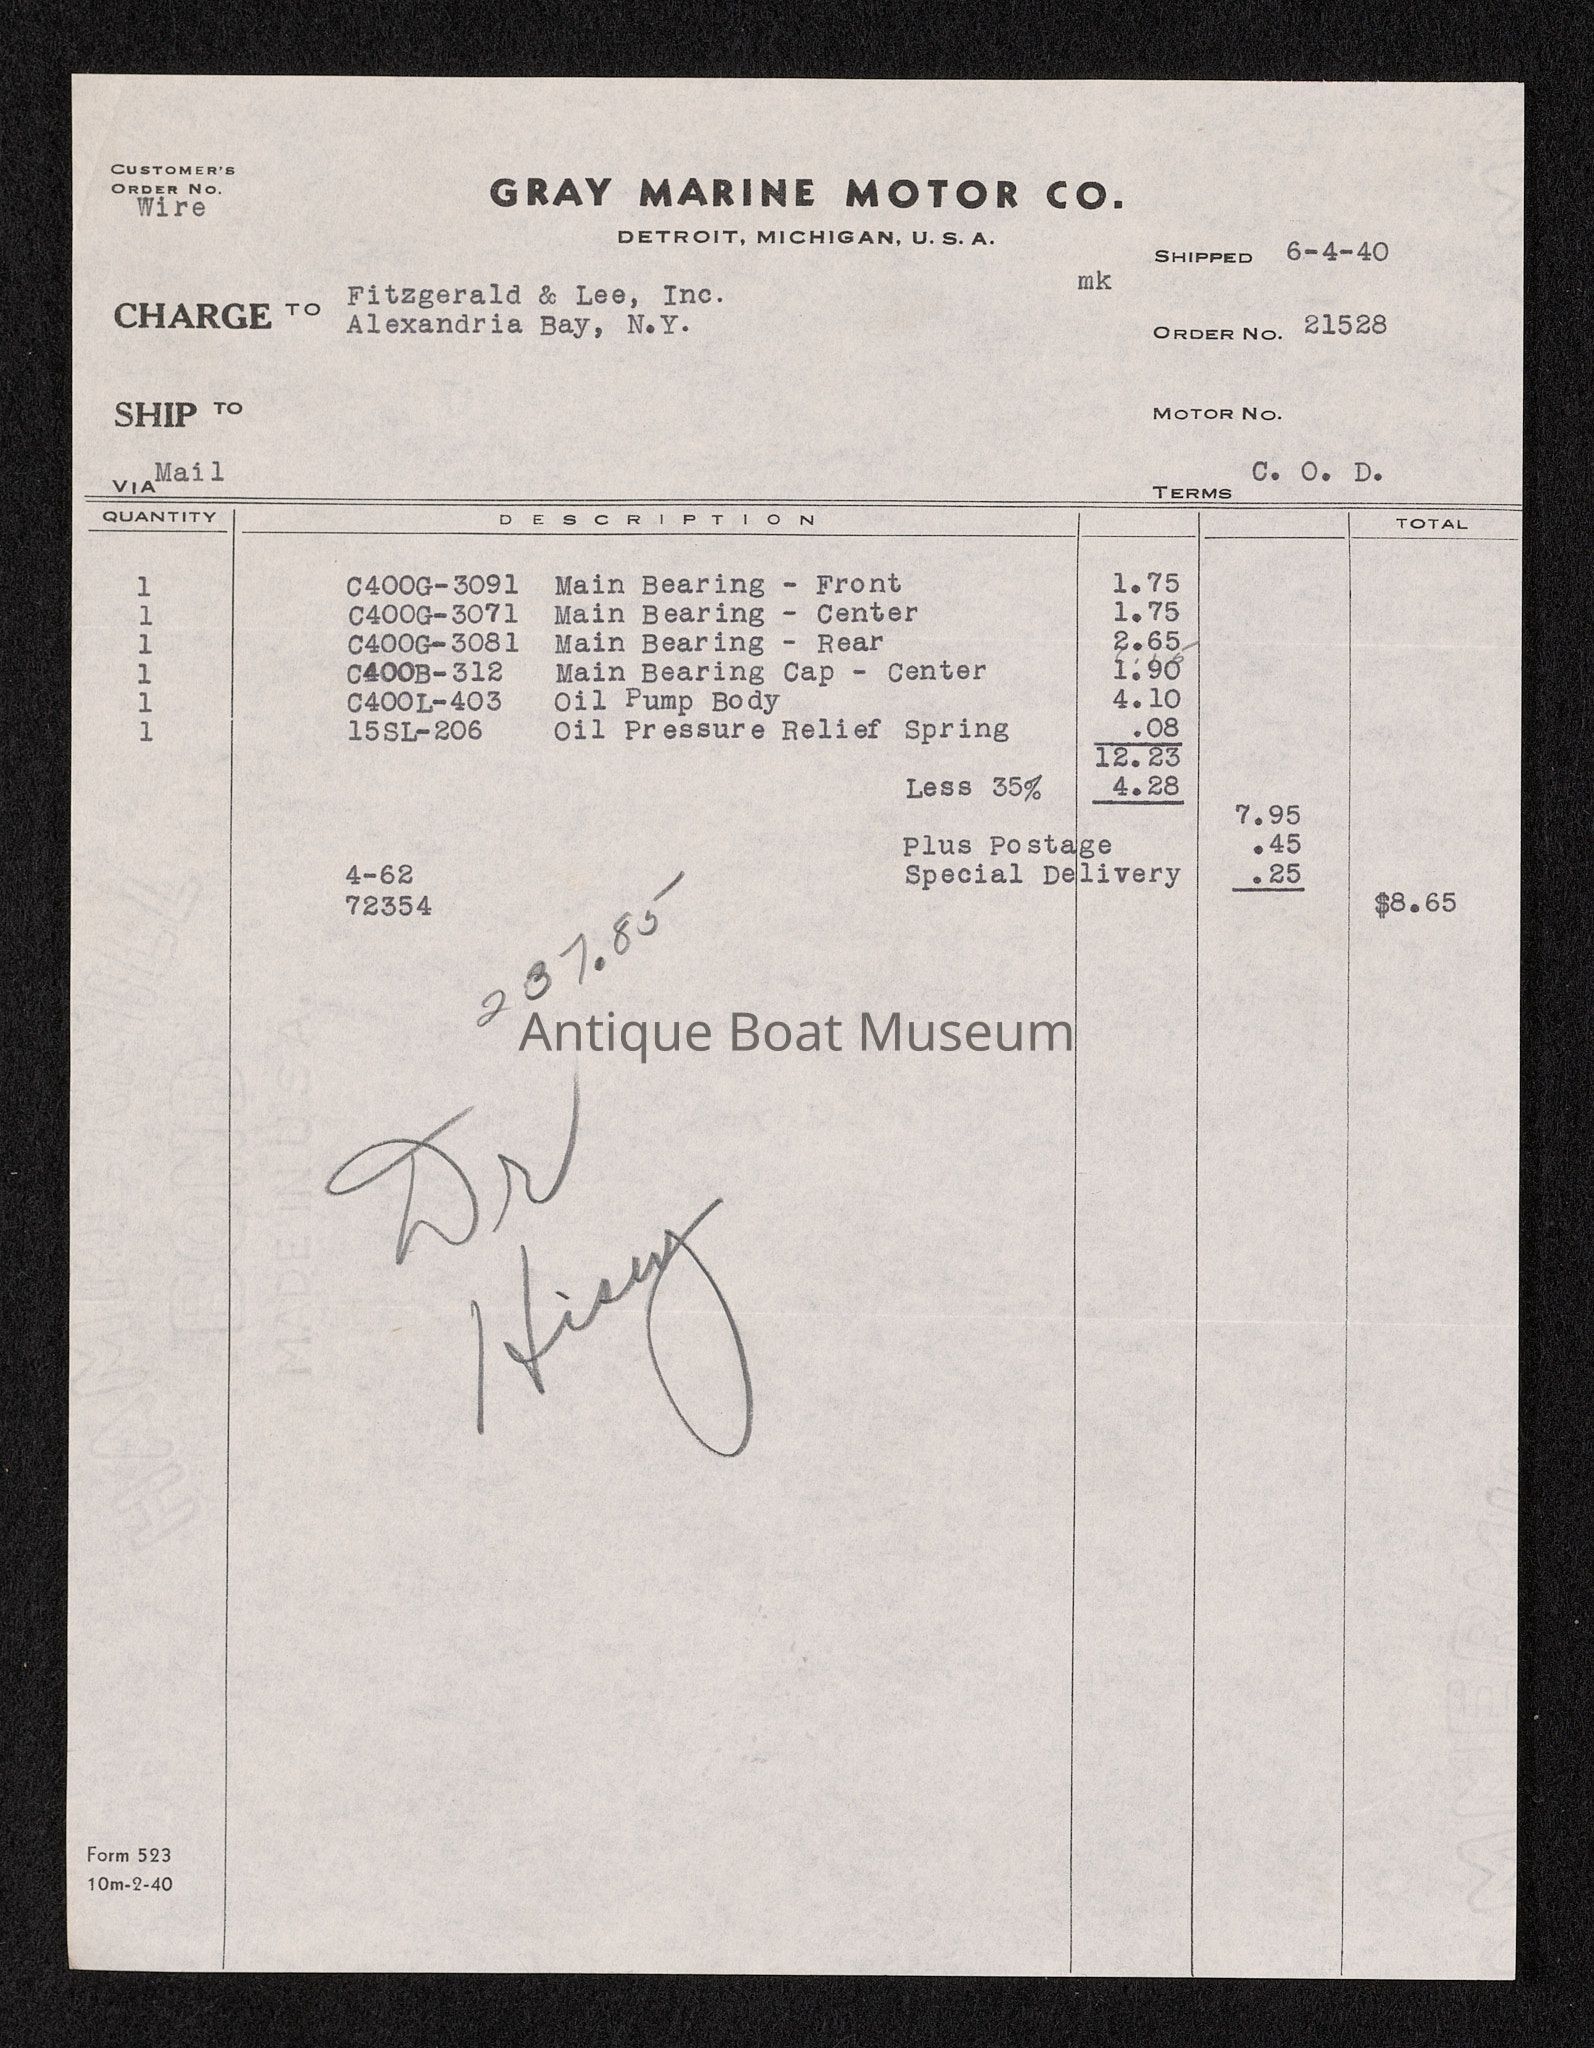 CUSTOMER'S
ORDER NO.
Wire
GRAY MARINE MOTOR CO.
DETROIT, MICHIGAN, U. S. A.
SHIPPED 6-4-40
mk
CHARGE TO Fitzgerald & Lee, Inc.
Alexandria Bay, N.Y.
ORDER NO. 21528
SHIP TO
MOTOR NO.
VIA Mail
TERMS C. O. D.
QUANTITY DESCRIPTION TOTAL
1 C400G-3091 Main Bearing - Front 1.75
1 C400G-3071 Main Bearing - Center 1.75
1 C400G-3081 Main Bearing - Rear 2.65
1 C400B-312 Main Bearing Cap - Center 1.90
1 C400L-403 Oil Pump Body 4.10
1 15SL-206 Oil Pressure Relief Spring .08
12.23
Less 35% 4.28
7.95
Plus Postage .45
4-62 Special Delivery .25
72354 $8.65
237.85
Antique Boat Museum
Dr
Hisey
Form 523
10m-2-40